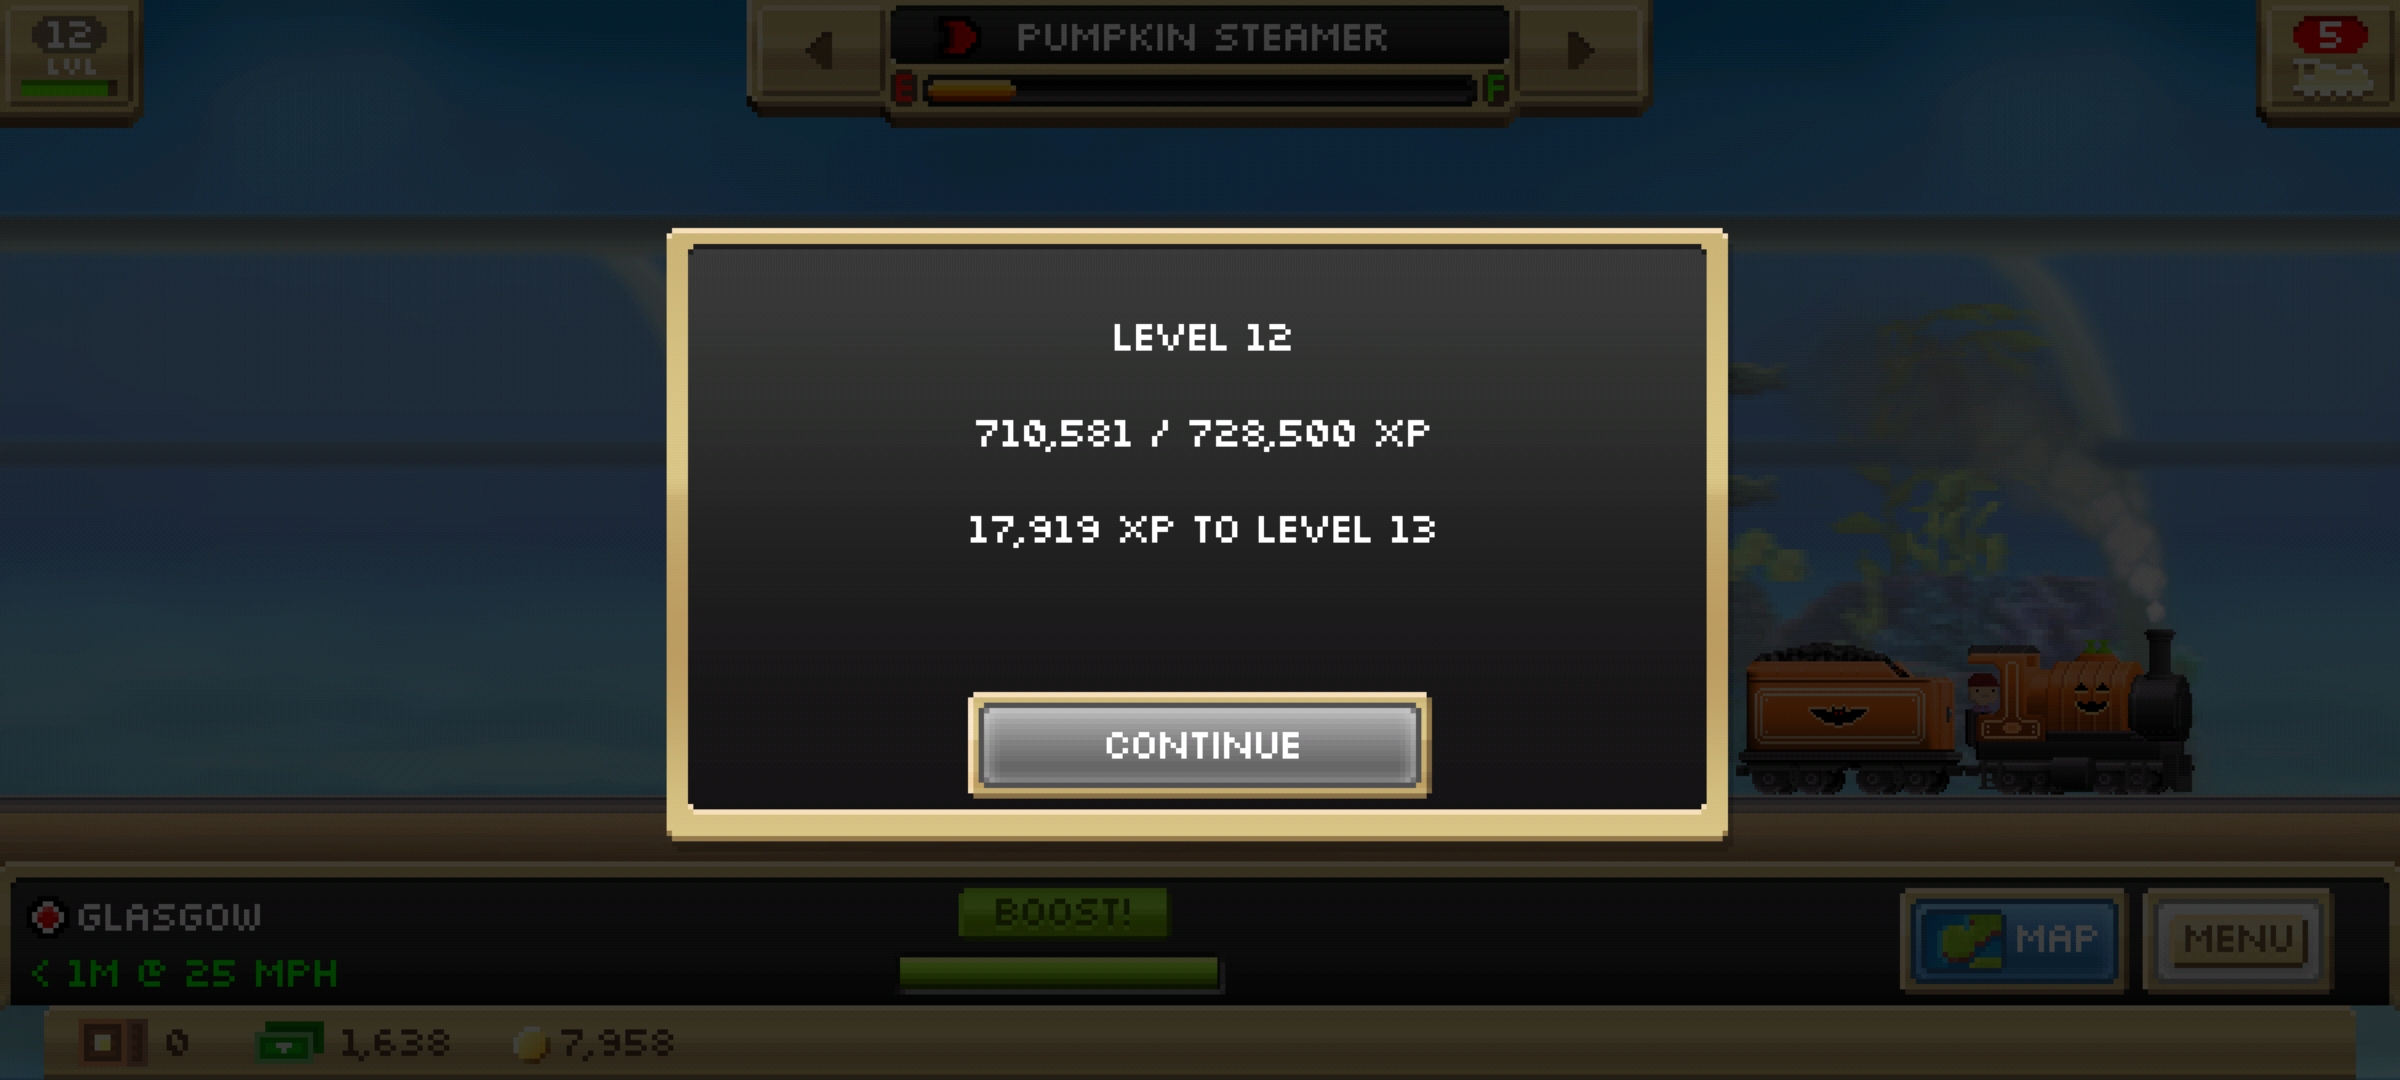 12
LVL
PUMPKIN STEAMER
E F
5
LEVEL 12
710,581 / 728,500 XP
17,919 XP TO LEVEL 13
CONTINUE
GLASGOW
< 1M @ 25 MPH
BOOST!
MAP
MENU
0 1,638 7,958